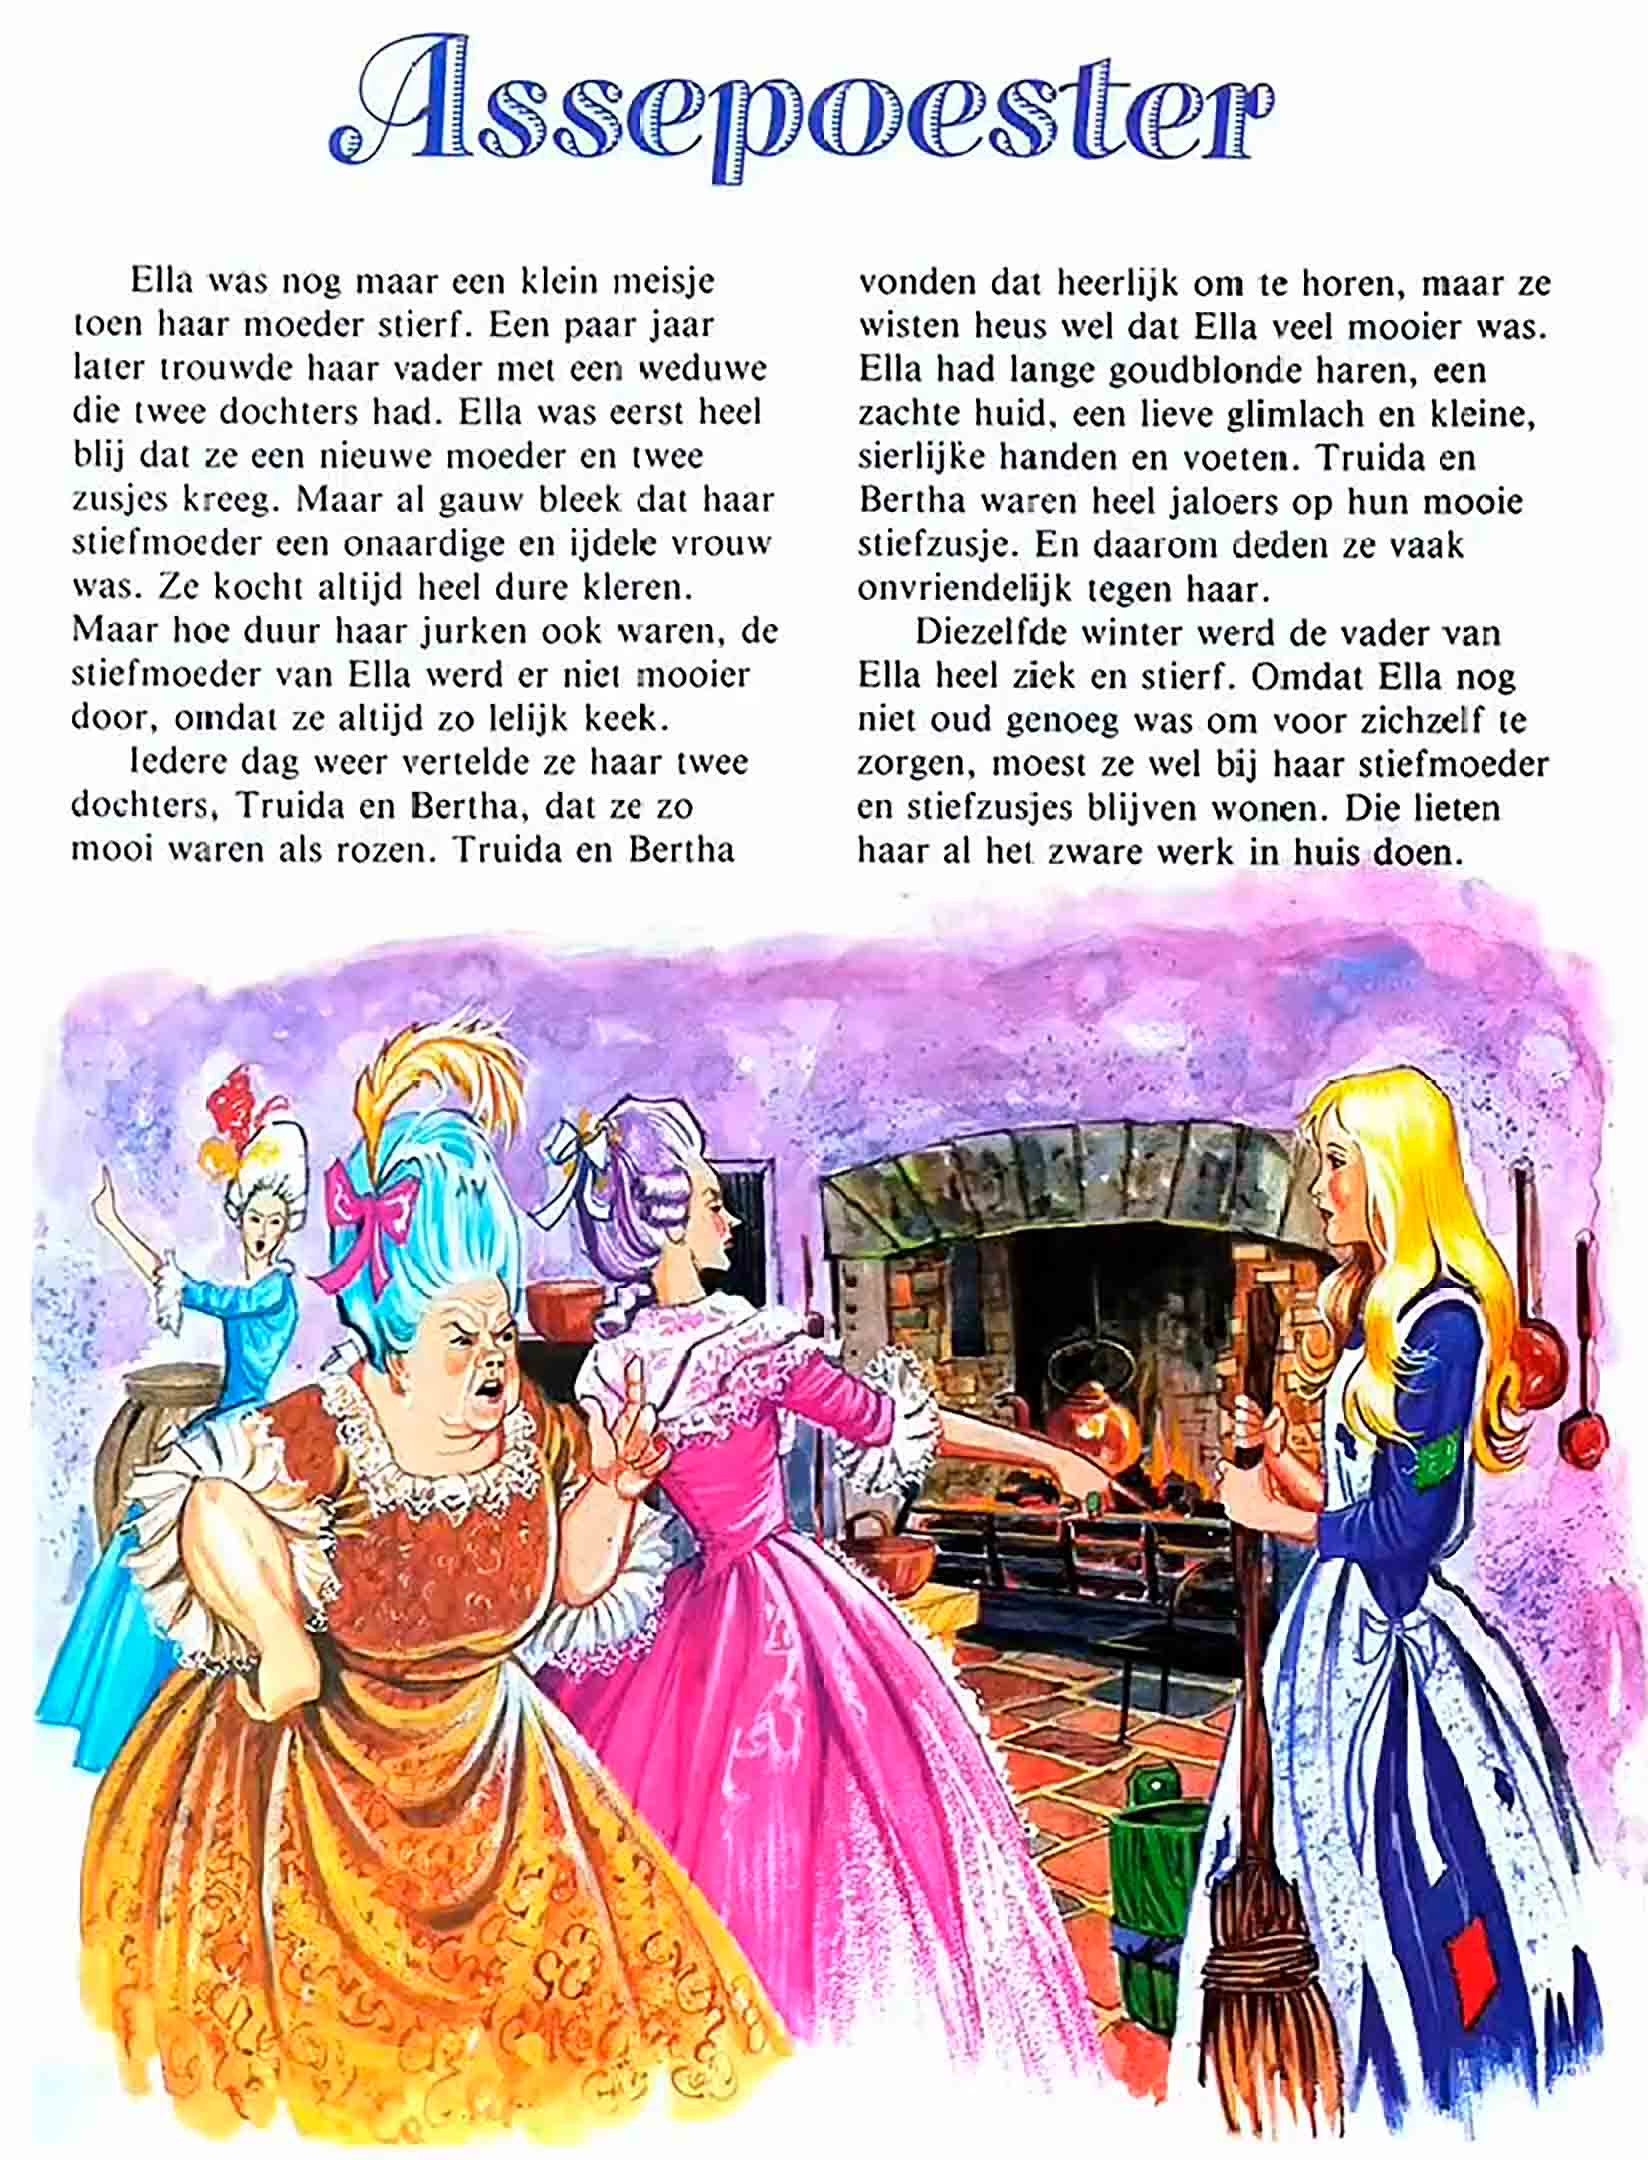 Assepoester
Ella was nog maar een klein meisje
toen haar moeder stierf. Een paar jaar
later trouwde haar vader met een weduwe
die twee dochters had. Ella was eerst heel
blij dat ze een nieuwe moeder en twee
zusjes kreeg. Maar al gauw bleek dat haar
stiefmoeder een onaardige en ijdele vrouw
was. Ze kocht altijd heel dure kleren.
Maar hoe duur haar jurken ook waren, de
stiefmoeder van Ella werd er niet mooier
door, omdat ze altijd zo lelijk keek.
Iedere dag weer vertelde ze haar twee
dochters, Truida en Bertha, dat ze zo
mooi waren als rozen. Truida en Bertha
vonden dat heerlijk om te horen, maar ze
wisten heus wel dat Ella veel mooier was.
Ella had lange goudblonde haren, een
zachte huid, een lieve glimlach en kleine,
sierlijke handen en voeten. Truida en
Bertha waren heel jaloers op hun mooie
stiefzusje. En daarom deden ze vaak
onvriendelijk tegen haar.
Diezelfde winter werd de vader van
Ella heel ziek en stierf. Omdat Ella nog
niet oud genoeg was om voor zichzelf te
zorgen, moest ze wel bij haar stiefmoeder
en stiefzusjes blijven wonen. Die lieten
haar al het zware werk in huis doen.